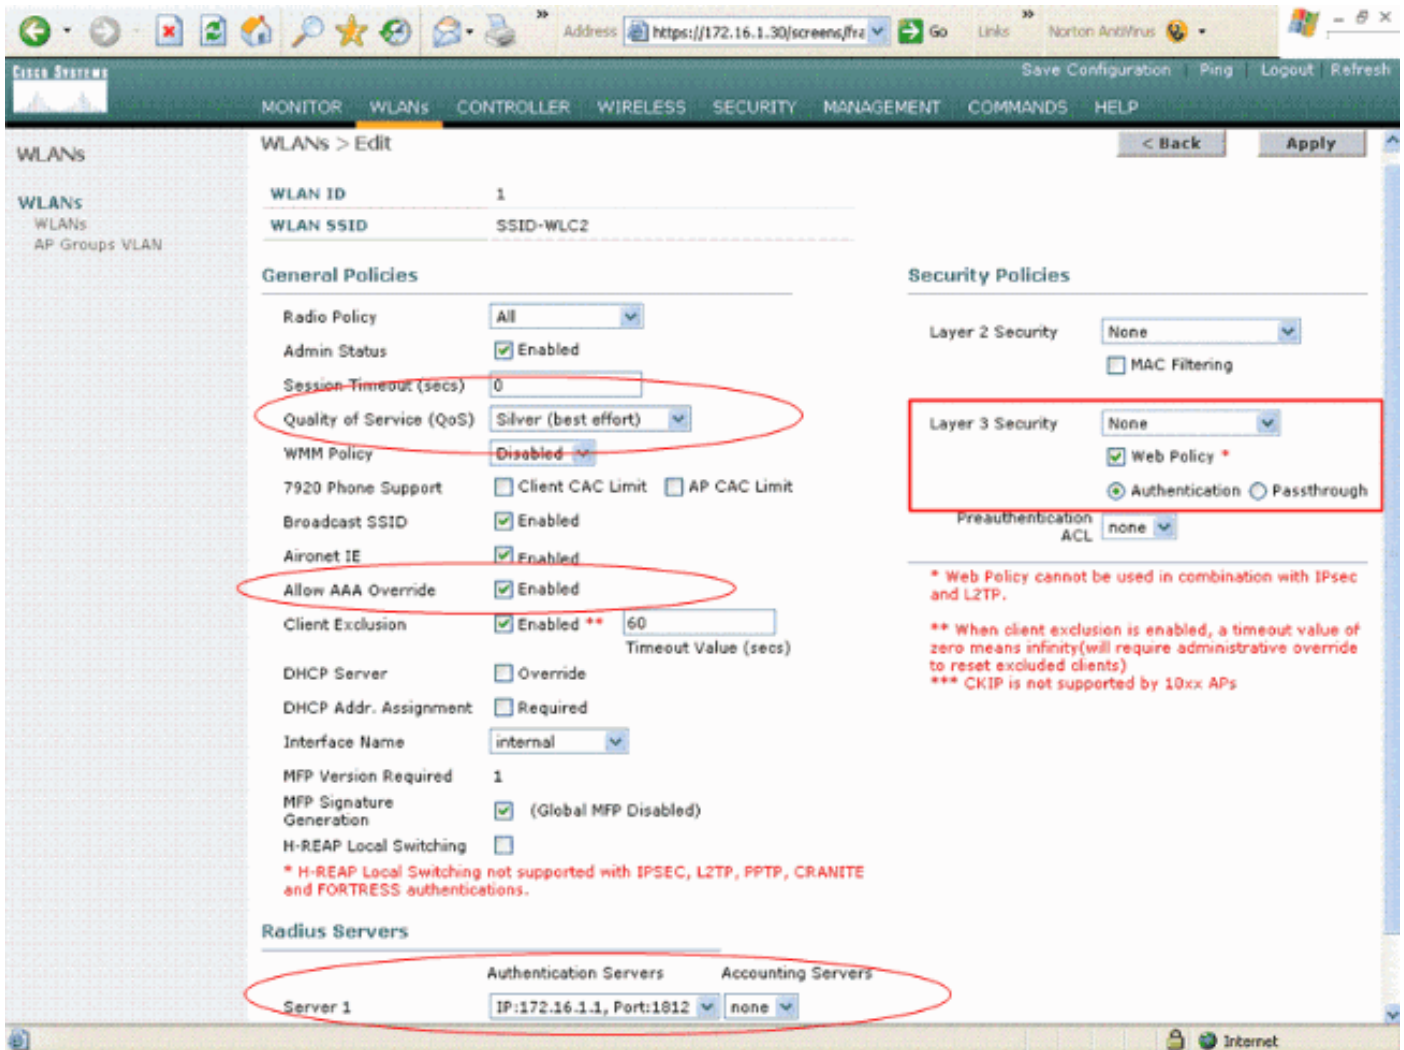 Address https://172.16.1.30/screens/fra Go Links Norton AntiVirus
CISCO SYSTEMS
Save Configuration Ping Logout Refresh
MONITOR WLANs CONTROLLER WIRELESS SECURITY MANAGEMENT COMMANDS HELP
WLANs
WLANs
WLANs
AP Groups VLAN
WLANs > Edit
< Back Apply
WLAN ID 1
WLAN SSID SSID-WLC2
General Policies
Radio Policy All
Admin Status Enabled
Session Timeout (secs) 0
Quality of Service (QoS) Silver (best effort)
WMM Policy Disabled
7920 Phone Support Client CAC Limit AP CAC Limit
Broadcast SSID Enabled
Aironet IE Enabled
Allow AAA Override Enabled
Client Exclusion Enabled ** 60
Timeout Value (secs)
DHCP Server Override
DHCP Addr. Assignment Required
Interface Name internal
MFP Version Required 1
MFP Signature
Generation (Global MFP Disabled)
H-REAP Local Switching
* H-REAP Local Switching not supported with IPSEC, L2TP, PPTP, CRANITE
and FORTRESS authentications.
Security Policies
Layer 2 Security None
MAC Filtering
Layer 3 Security None
Web Policy *
Authentication Passthrough
Preauthentication
ACL none
* Web Policy cannot be used in combination with IPsec
and L2TP.
** When client exclusion is enabled, a timeout value of
zero means infinity(will require administrative override
to reset excluded clients)
*** CKIP is not supported by 10xx APs
Radius Servers
Authentication Servers Accounting Servers
Server 1 IP:172.16.1.1, Port:1812 none
Internet